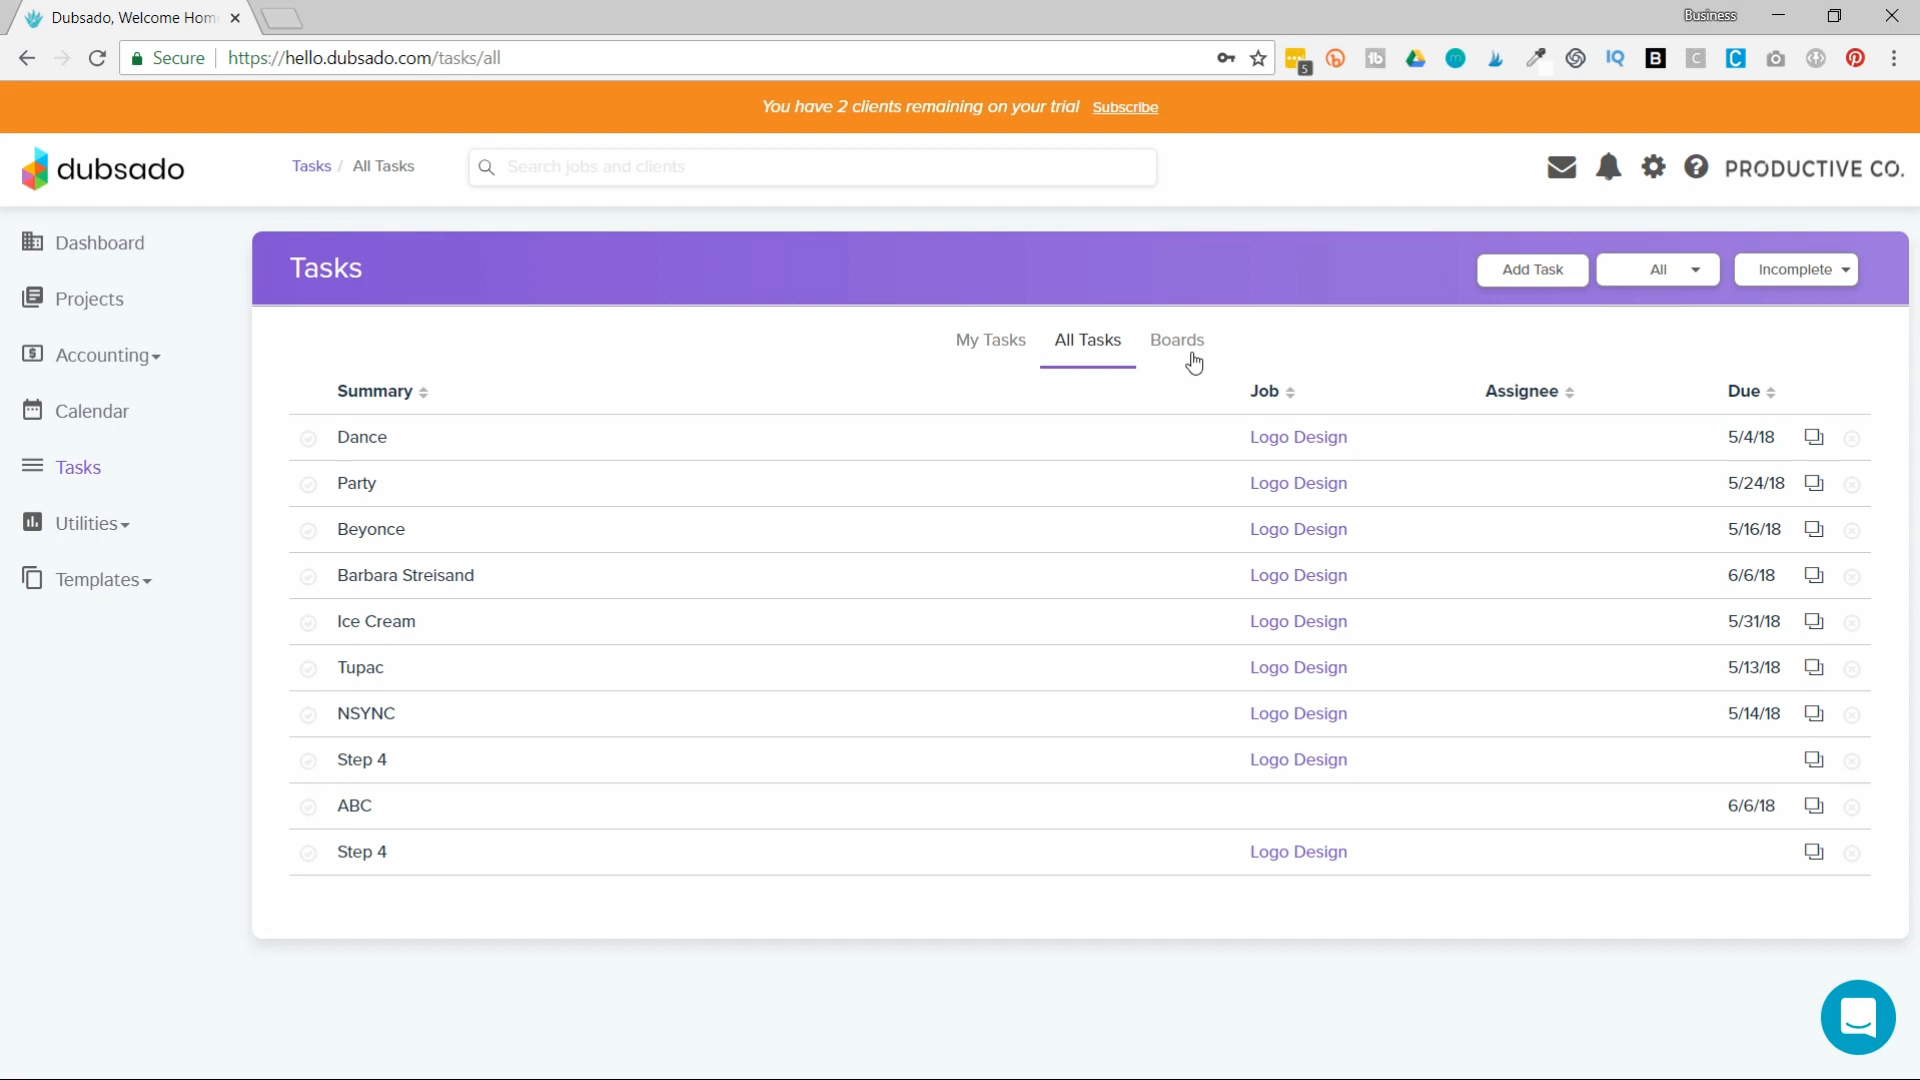 Dubsado, Welcome Hom
Business
Secure
https://hello.dubsado.com/tasks/all
5
You have 2 clients remaining on your trial Subscribe
dubsado
Tasks / All Tasks
Search jobs and clients
PRODUCTIVE CO.
Dashboard
Projects
Accounting
Calendar
Tasks
Utilities
Templates
Tasks
Add Task
All
Incomplete
My Tasks All Tasks Boards
Summary Job Assignee Due
Dance Logo Design 5/4/18
Party Logo Design 5/24/18
Beyonce Logo Design 5/16/18
Barbara Streisand Logo Design 6/6/18
Ice Cream Logo Design 5/31/18
Tupac Logo Design 5/13/18
NSYNC Logo Design 5/14/18
Step 4 Logo Design
ABC 6/6/18
Step 4 Logo Design